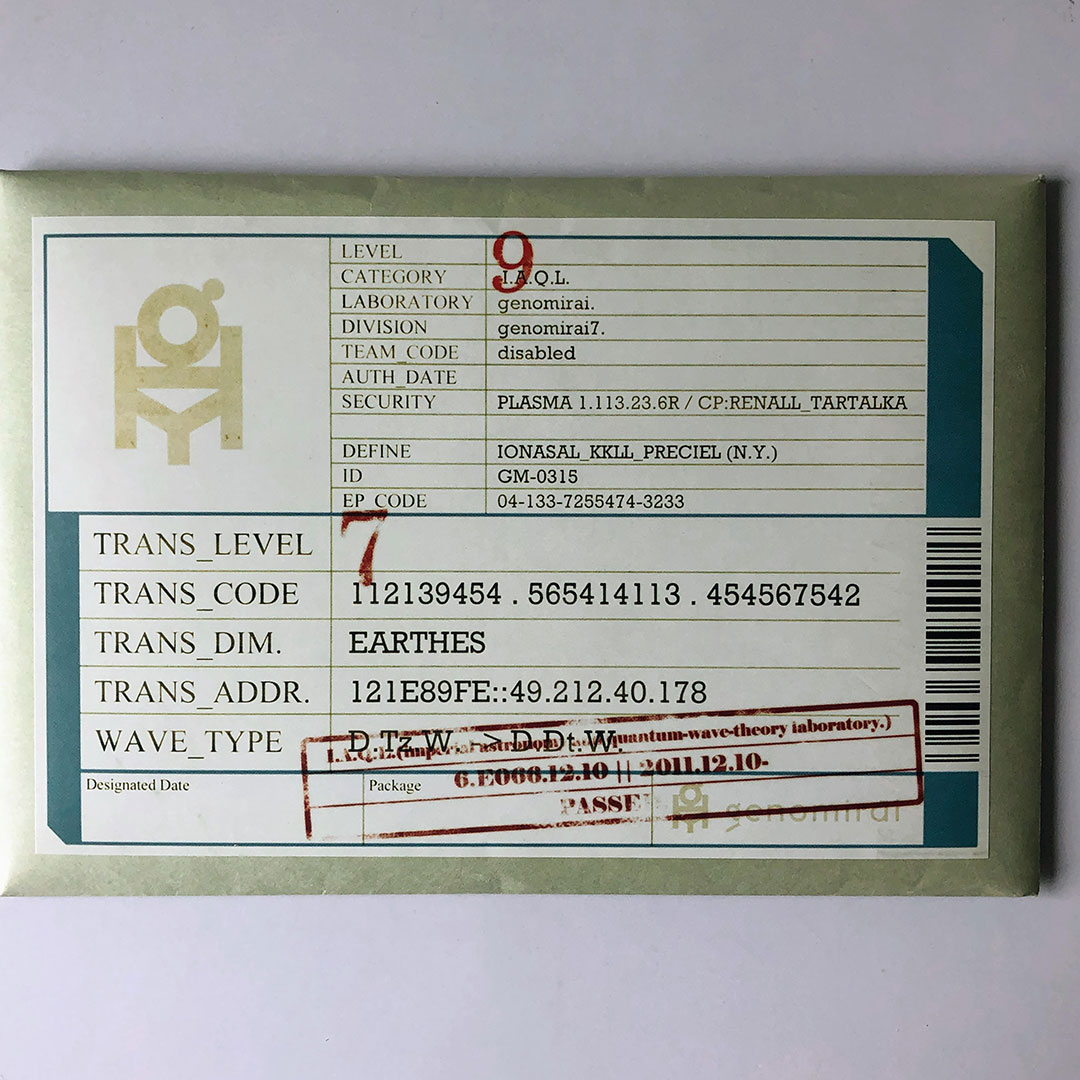 LEVEL 9
CATEGORY I.A.Q.L.
LABORATORY genomirai.
DIVISION genomirai7.
TEAM_CODE disabled
AUTH_DATE
SECURITY PLASMA 1.113.23.6R / CP:RENALL_TARTALKA
DEFINE IONASAL_KKLL_PRECIEL (N.Y.)
ID GM-0315
EP_CODE 04-133-7255474-3233
TRANS_LEVEL 7
TRANS_CODE 112139454 . 565414113 . 454567542
TRANS_DIM. EARTHES
TRANS_ADDR. 121E89FE::49.212.40.178
WAVE_TYPE D.Tz.W. > D.Dt.W.
I.A.Q.L.(imperial quantum-wave-theory laboratory.)
6.E066.12.10 || 2011.12.10-
Designated Date
Package
genomirai